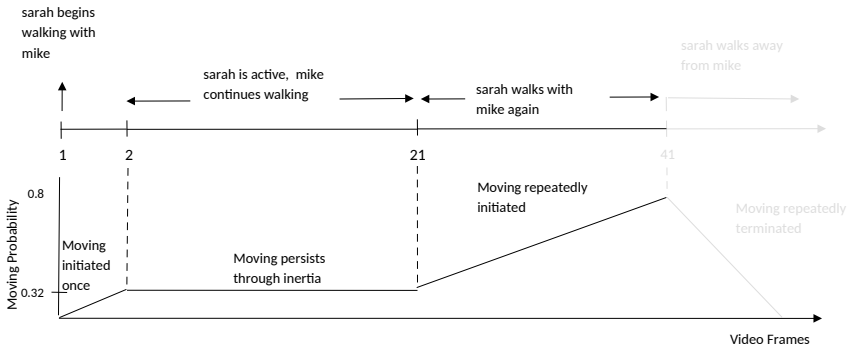 sarah begins
walking with
mike
sarah walks away
from mike
sarah is active,  mike
continues walking
sarah walks with
mike again
1
2
21
41
0.8
Moving repeatedly
initiated
Moving repeatedly
terminated
Moving
initiated
once
Moving persists
through inertia
Moving Probability
0.32
Video Frames